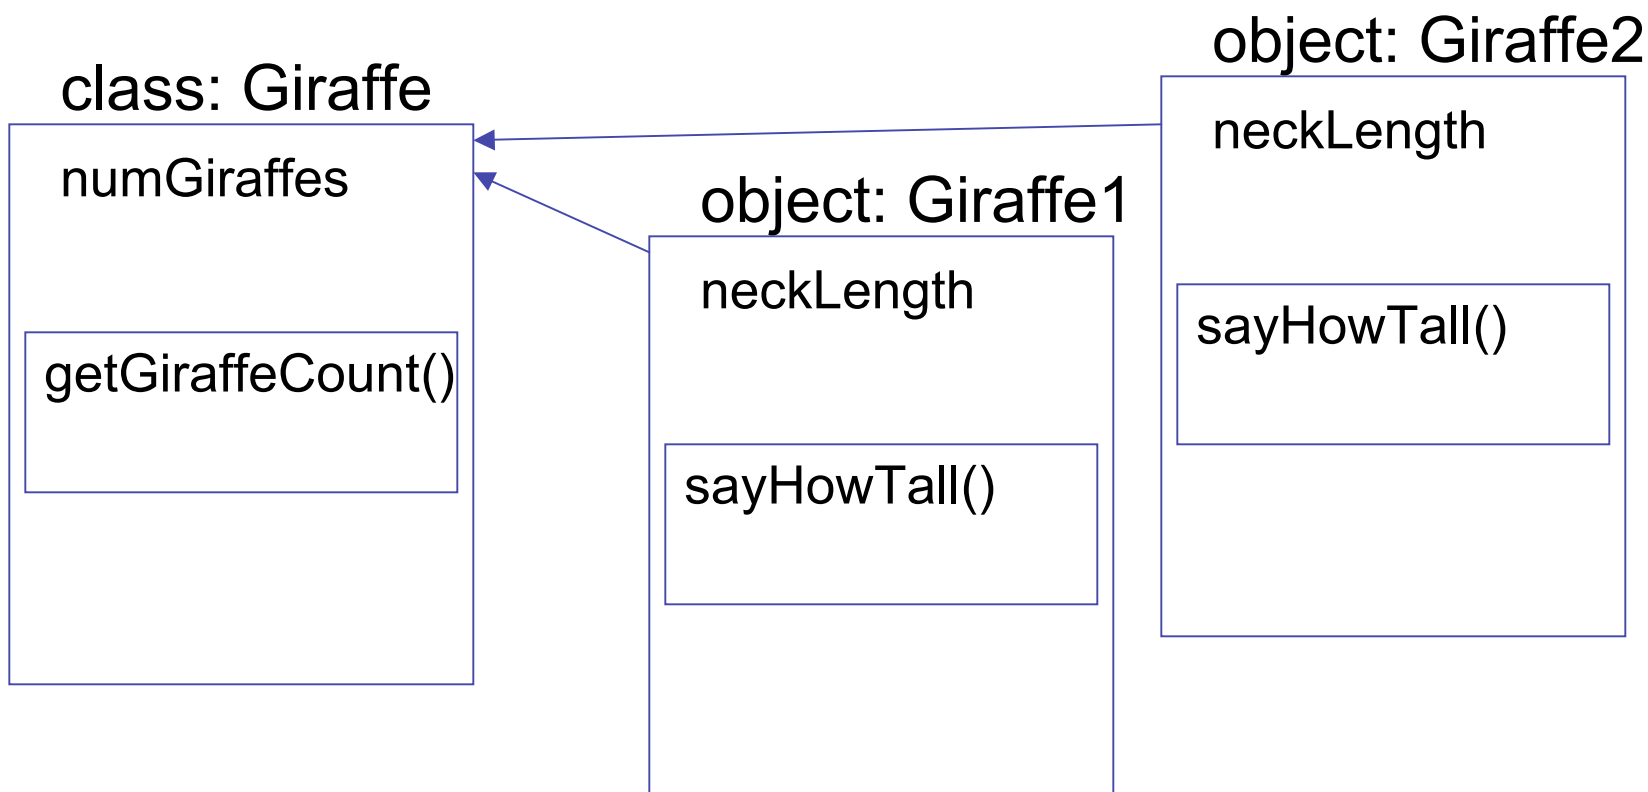 class: Giraffe
numGiraffes
getGiraffeCount()
object: Giraffe1
neckLength
sayHowTall()
object: Giraffe2
neckLength
sayHowTall()